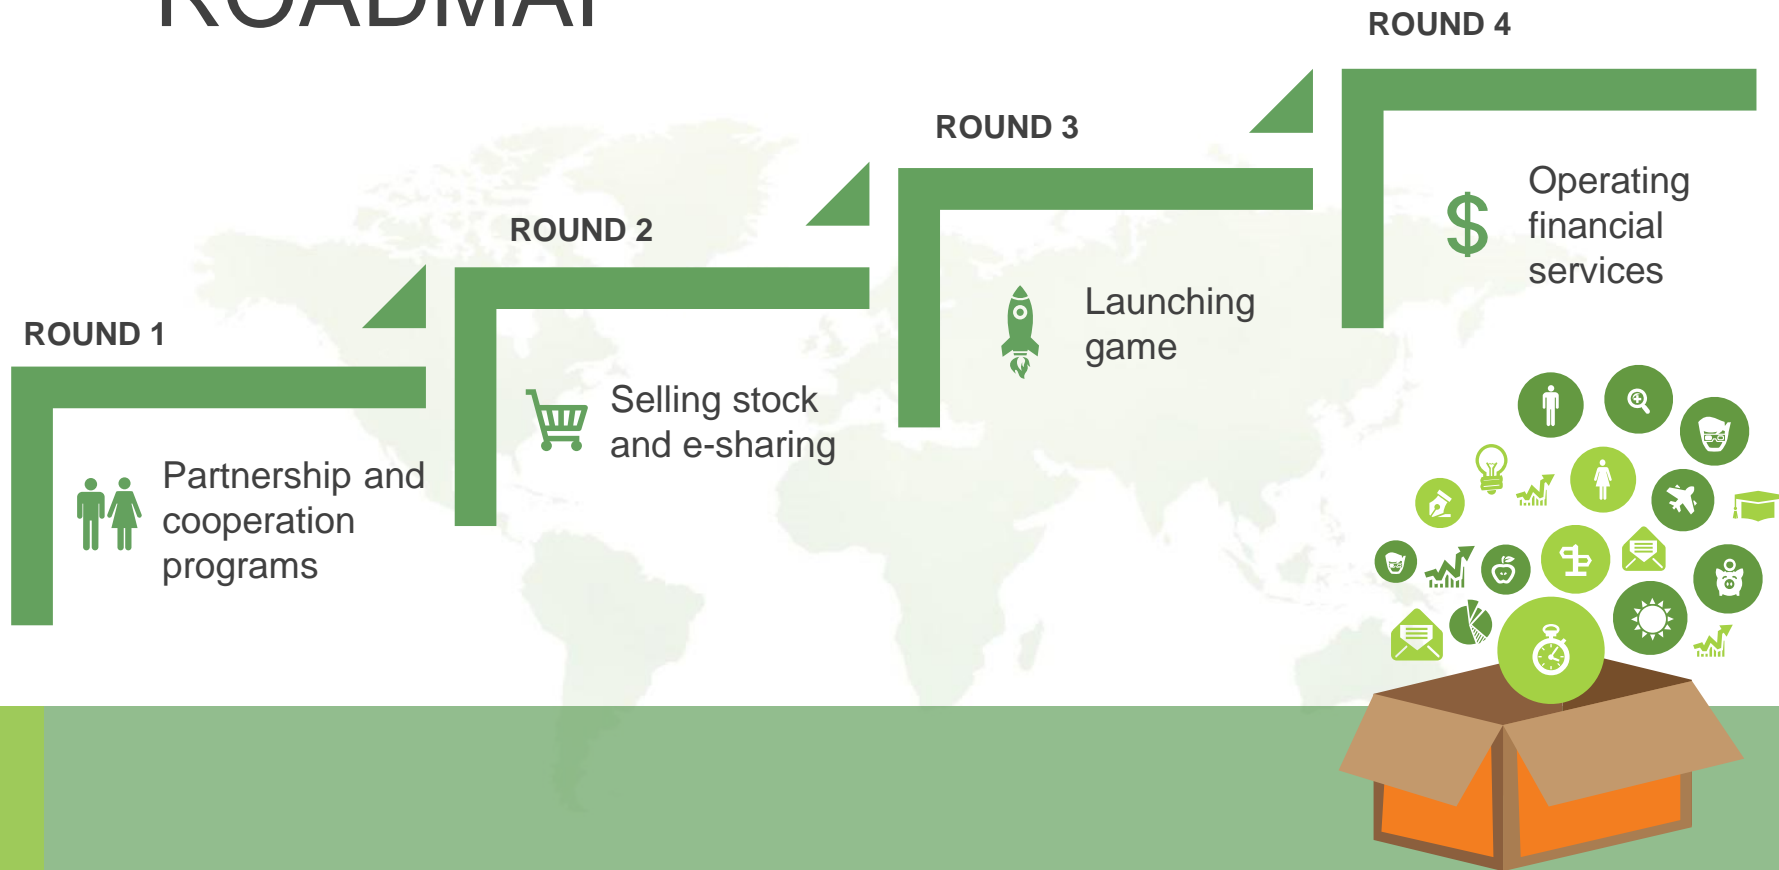 ROADMAP
ROUND 1
Partnership and
cooperation
programs
ROUND 2
Selling stock
and e-sharing
ROUND 3
Launching
game
ROUND 4
$
Operating
financial
services